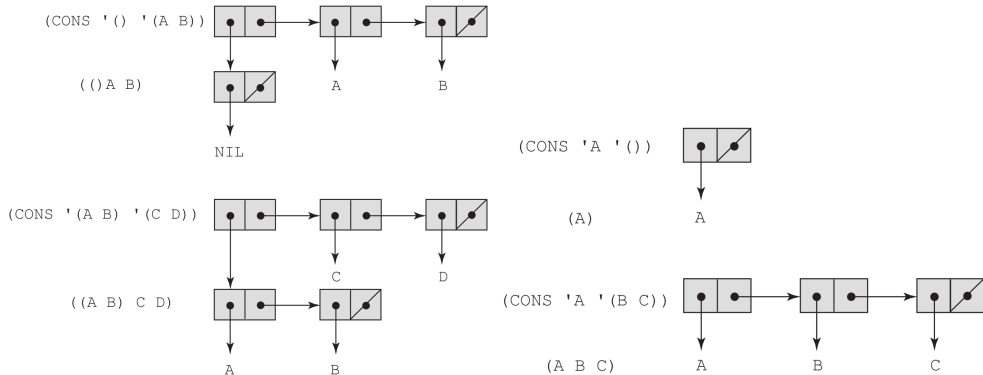 (CONS '() '(A B))
A
B
(()A B)
NIL
(CONS '(A B) '(C D))
C
D
((A B) C D)
A
B
(CONS 'A '())
(A)
A
(CONS 'A '(B C))
(A B C)
A
B
C